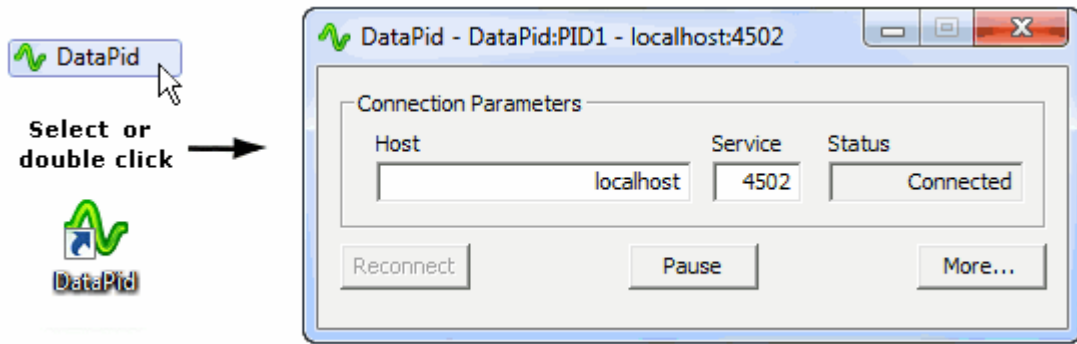 DataPid
Select or
double click
DataPid
DataPid - DataPid:PID1 - localhost:4502
Connection Parameters
Host Service Status
localhost 4502 Connected
Reconnect Pause More...